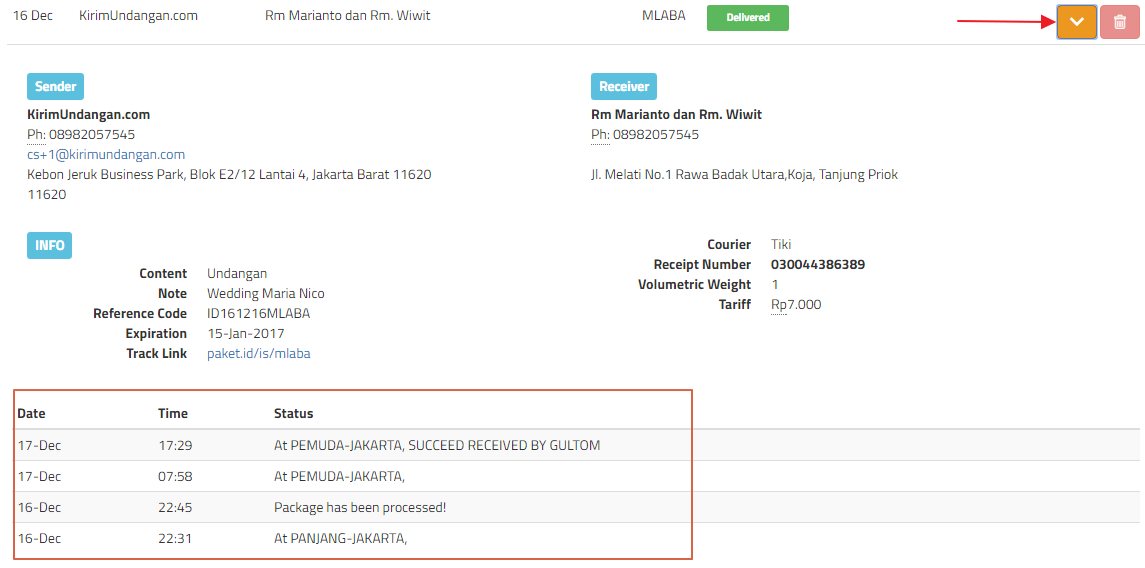 16 Dec KirimUndangan.com Rm Marianto dan Rm. Wiwit MLABA Delivered
Sender
KirimUndangan.com
Ph: 08982057545
cs+1@kirimundangan.com
Kebon Jeruk Business Park, Blok E2/12 Lantai 4, Jakarta Barat 11620
11620
Receiver
Rm Marianto dan Rm. Wiwit
Ph: 08982057545
Jl. Melati No.1 Rawa Badak Utara,Koja, Tanjung Priok
INFO
Content Undangan
Note Wedding Maria Nico
Reference Code ID161216MLABA
Expiration 15-Jan-2017
Track Link paket.id/is/mlaba
Courier Tiki
Receipt Number 030044386389
Volumetric Weight 1
Tariff Rp7.000
Date Time Status
17-Dec 17:29 At PEMUDA-JAKARTA, SUCCEED RECEIVED BY GULTOM
17-Dec 07:58 At PEMUDA-JAKARTA,
16-Dec 22:45 Package has been processed!
16-Dec 22:31 At PANJANG-JAKARTA,